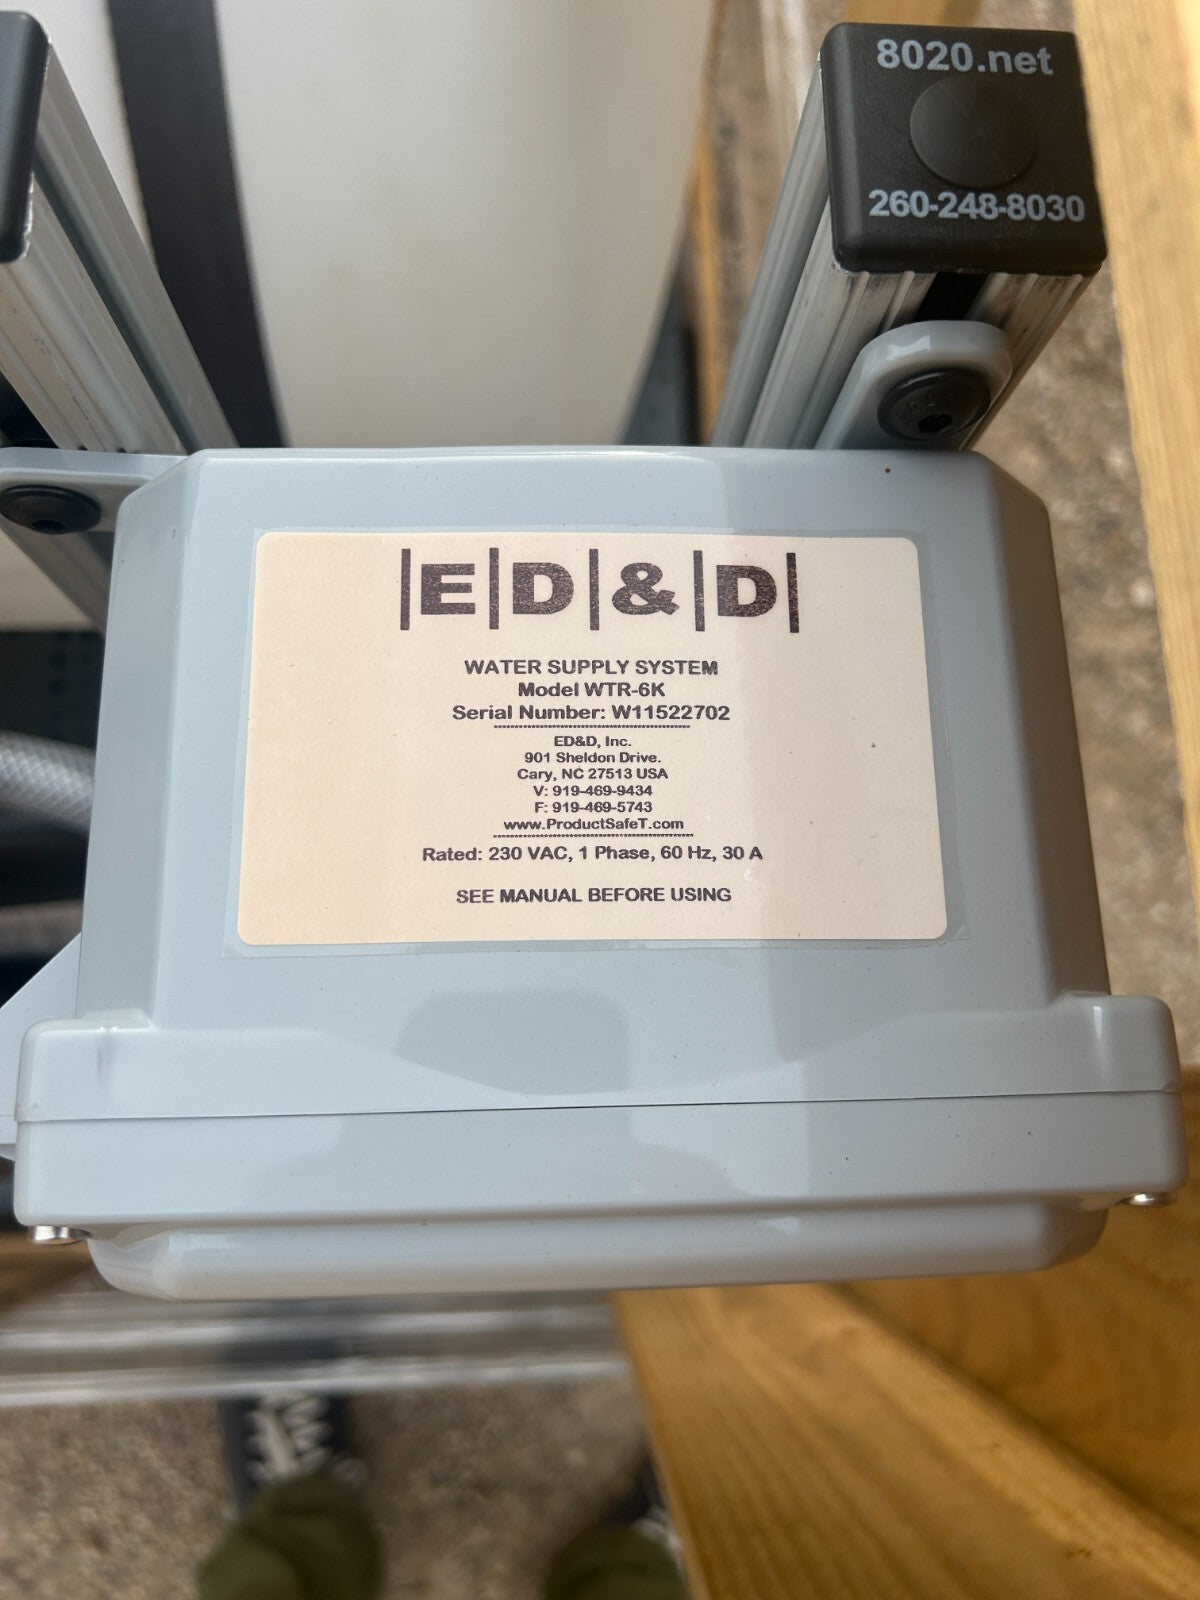 8020.net
260-248-8030
|E|D|&|D|
WATER SUPPLY SYSTEM
Model WTR-6K
Serial Number: W11522702
ED&D, Inc.
901 Sheldon Drive.
Cary, NC 27513 USA
V: 919-469-9434
F: 919-469-5743
www.ProductSafeT.com
Rated: 230 VAC, 1 Phase, 60 Hz, 30 A
SEE MANUAL BEFORE USING